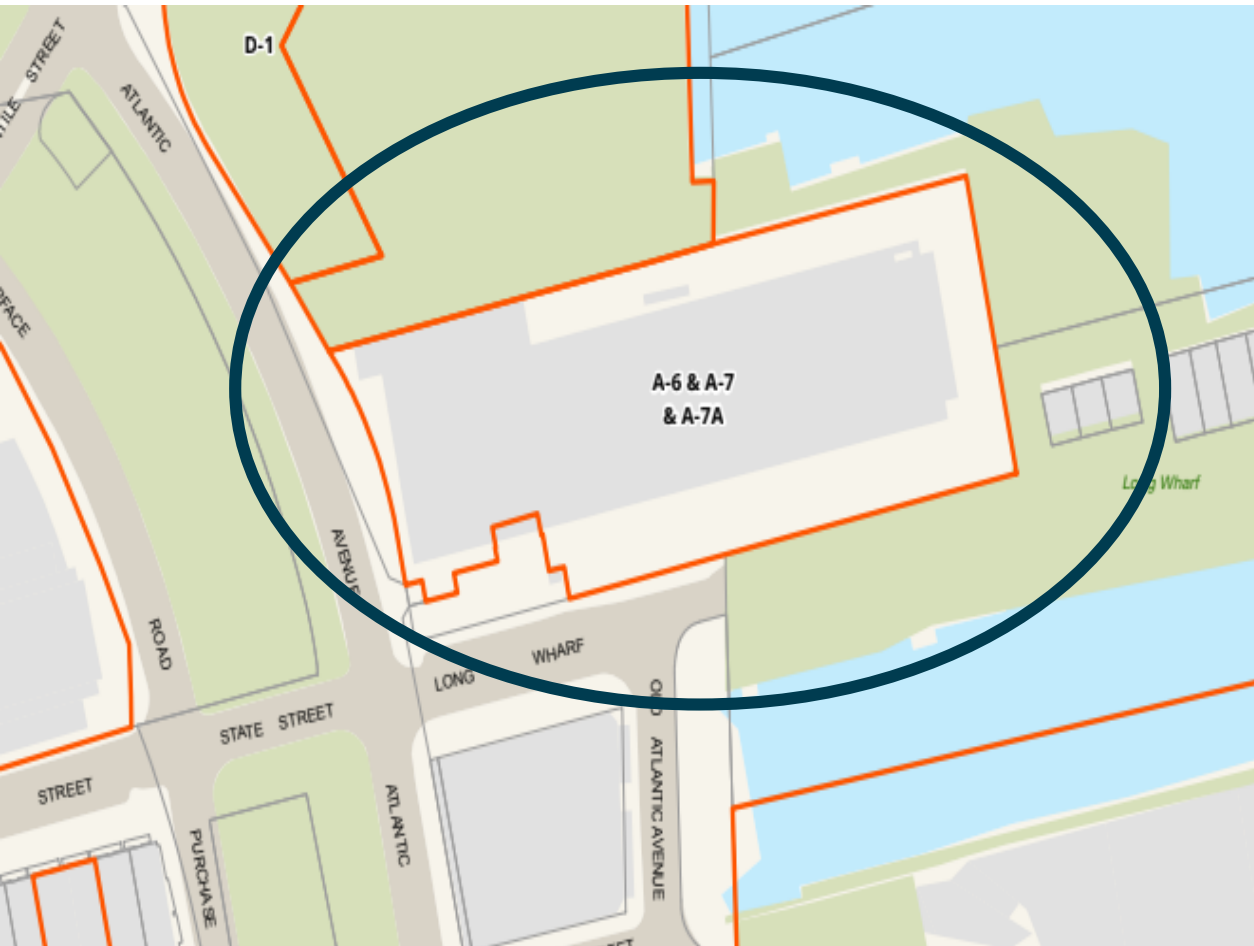 STREET
D-1
ATLANTIC
A-6 & A-7
& A-7A
Long Wharf
AVENUE
ROAD
WHARF
LONG
STATE STREET
OLD ATLANTIC AVENUE
STREET
ATLANTIC
PURCHASE